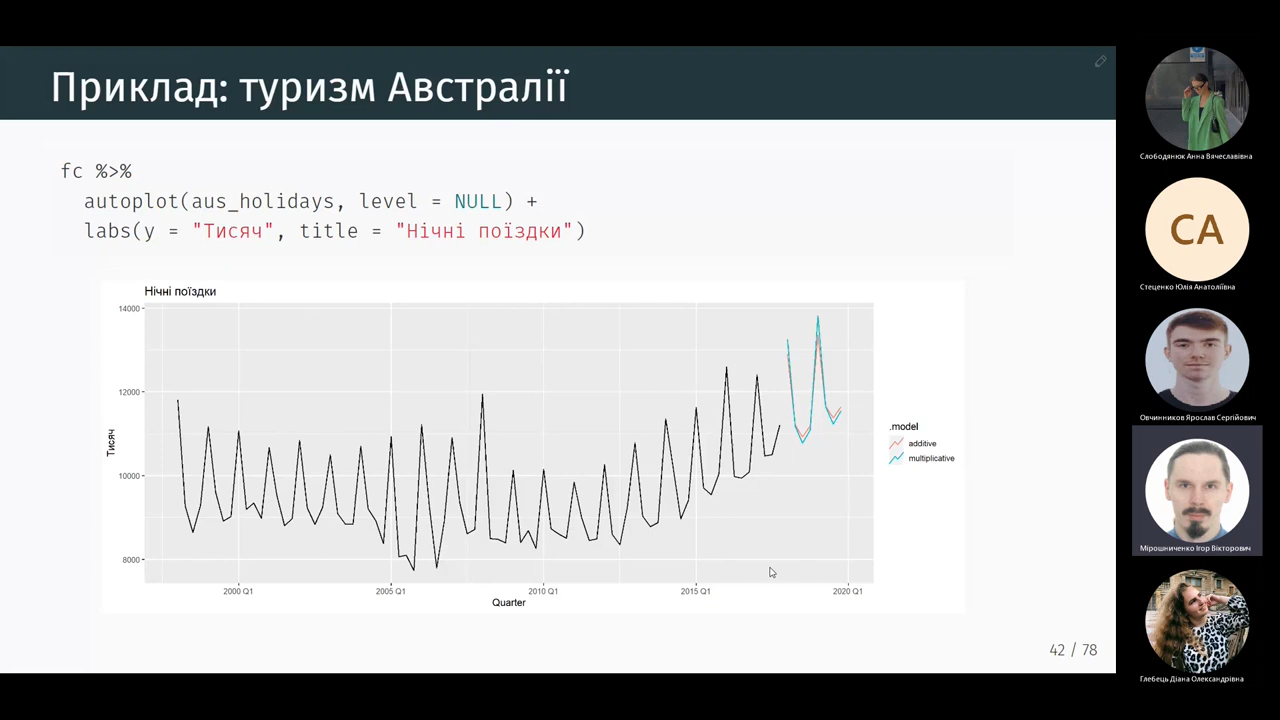 Приклад: туризм Австралії
fc %>%
autoplot(aus_holidays, level = NULL) +
labs(y = "Тисяч", title = "Нічні поїздки")
Нічні поїздки
14000
12000
10000
8000
Тисяч
2000 Q1
2005 Q1
2010 Q1
2015 Q1
2020 Q1
Quarter
.model
additive
multiplicative
42 / 78
Слободянюк Анна Вячеславівна
СА
Стеценко Юлія Анатоліївна
Овчинников Ярослав Сергійович
Мірошниченко Ігор Вікторович
Глебець Діана Олександрівна